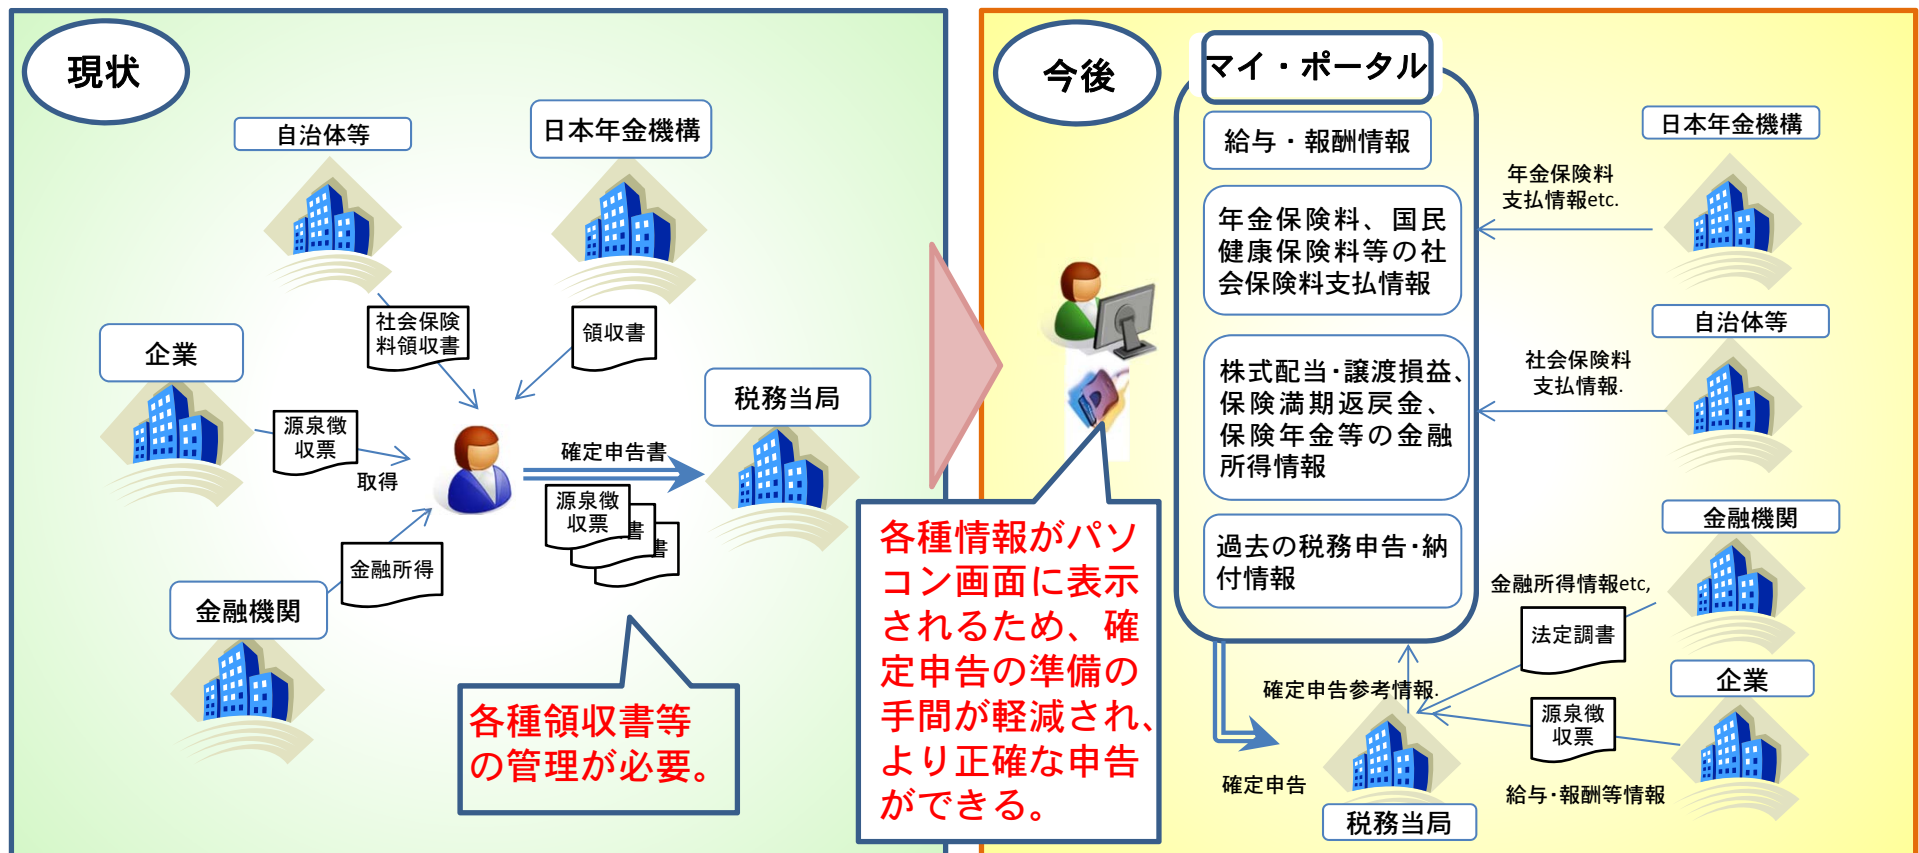 現状
自治体等
日本年金機構
社会保険
料領収書
領収書
企業
源泉徴
収票
取得
税務当局
確定申告書
源泉徴
収票
書
書
金融所得
金融機関
各種領収書等
の管理が必要。
今後
マイ・ポータル
給与・報酬情報
年金保険料、国民
健康保険料等の社
会保険料支払情報
株式配当・譲渡損益、
保険満期返戻金、
保険年金等の金融
所得情報
過去の税務申告・納
付情報
日本年金機構
年金保険料
支払情報etc.
自治体等
社会保険料
支払情報.
金融機関
金融所得情報etc,
法定調書
企業
源泉徴
収票
給与・報酬等情報
確定申告参考情報.
確定申告
税務当局
各種情報がパソ
コン画面に表示
されるため、確
定申告の準備の
手間が軽減され、
より正確な申告
ができる。